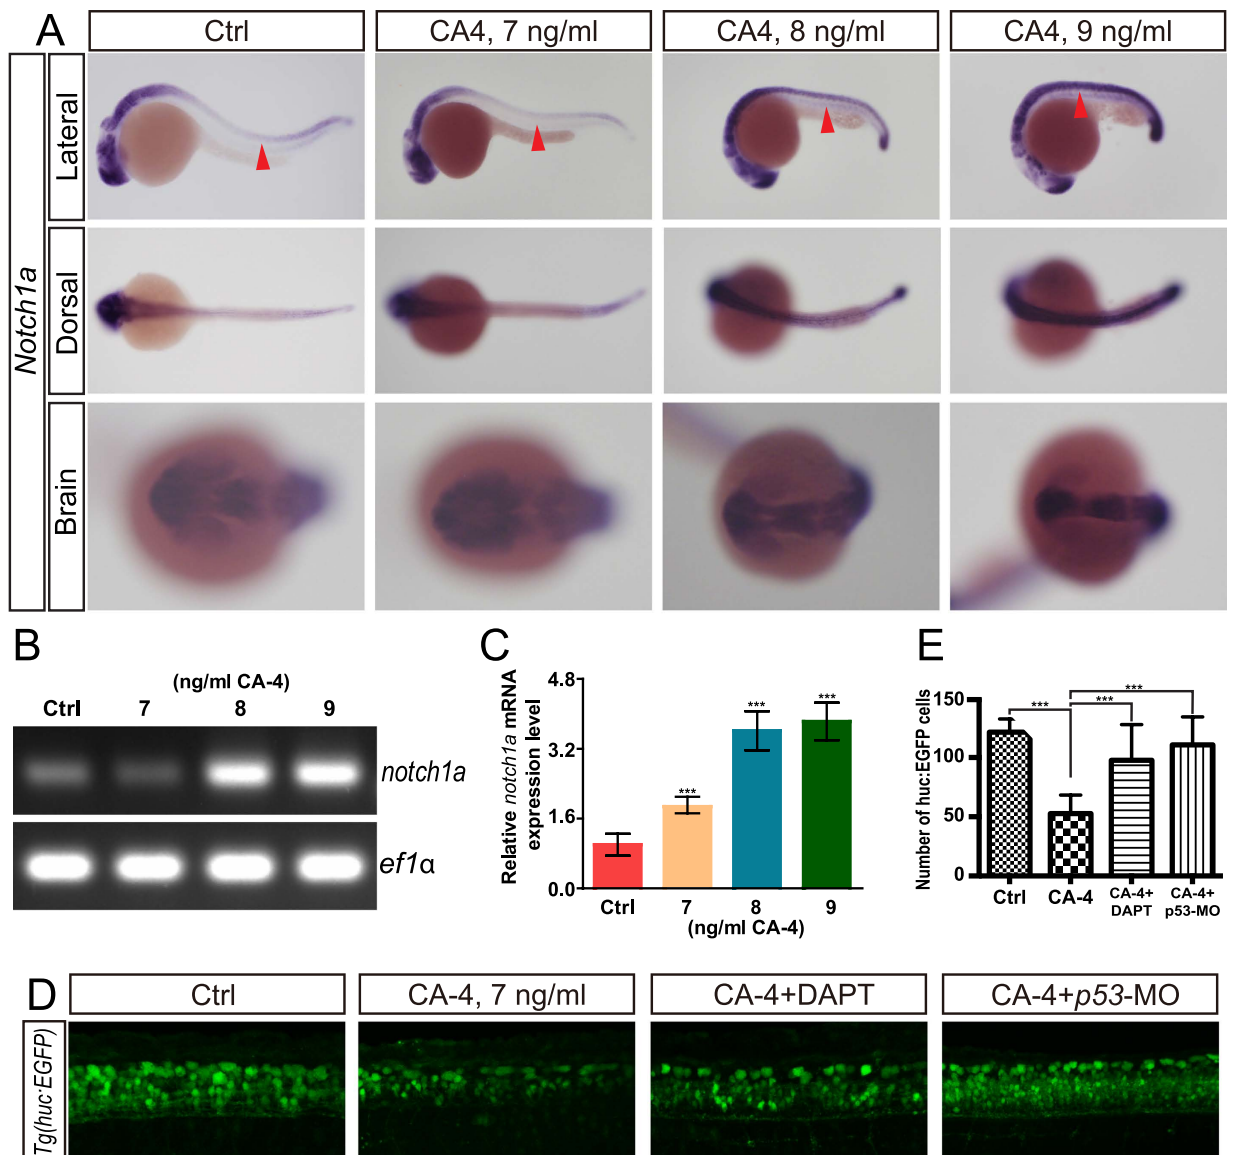 A
Ctrl
CA4, 7 ng/ml
CA4, 8 ng/ml
CA4, 9 ng/ml
Notch1a
Lateral
Dorsal
Brain
B
(ng/ml CA-4)
Ctrl 7 8 9
notch1a
ef1α
C
Relative notch1a mRNA
expression level
4.8
3.2
1.6
0.0
***
***
***
Ctrl 7 8 9
(ng/ml CA-4)
E
Number of huc:EGFP cells
150
100
50
0
***
***
***
Ctrl
CA-4
CA-4+
DAPT
CA-4+
p53-MO
D
Ctrl
CA-4, 7 ng/ml
CA-4+DAPT
CA-4+p53-MO
Tg(huc:EGFP)